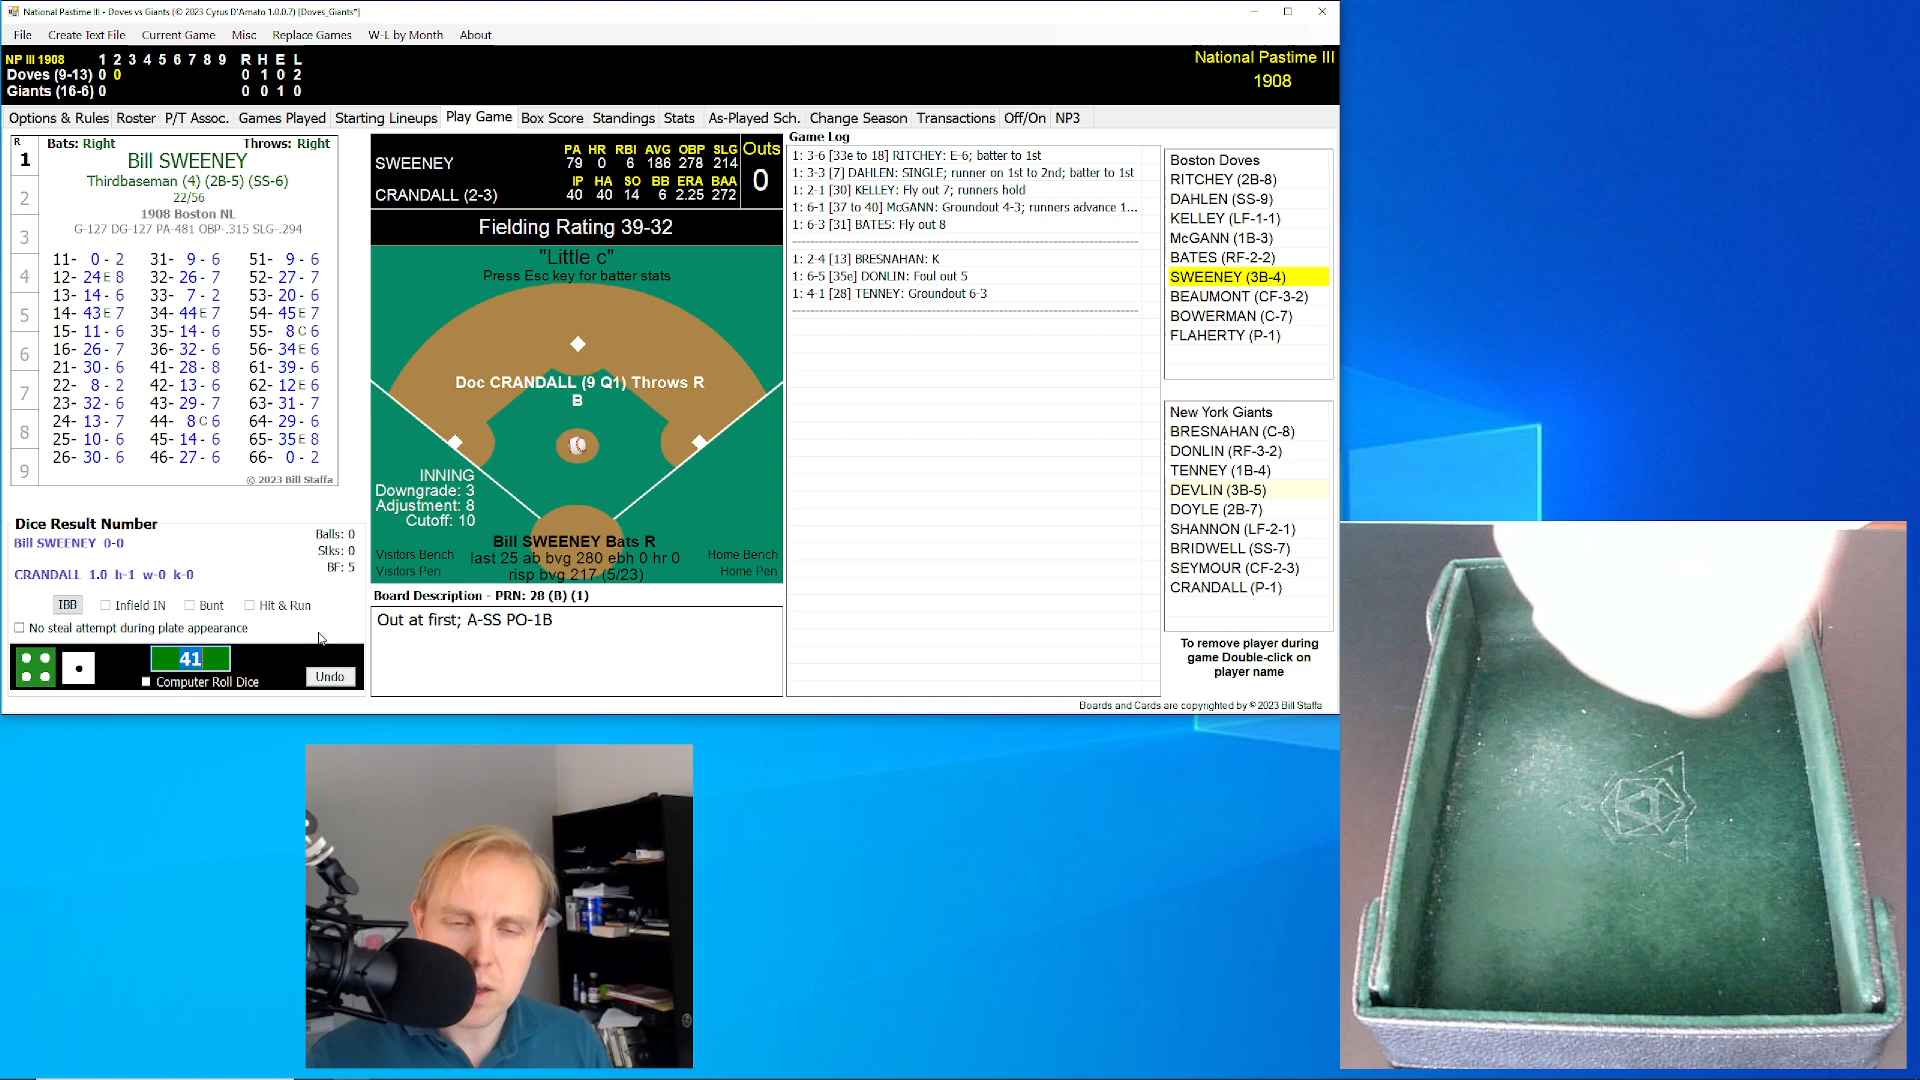 National Pastime III - Doves vs Giants (© 2023 Cyrus D'Amato 1.0.0.7) [Doves_Giants*]
File Create Text File Current Game Misc Replace Games W-L by Month About
NP III 1908 1 2 3 4 5 6 7 8 9 R H E L
Doves (9-13) 0 0 0 1 0 2
Giants (16-6) 0 0 0 1 0
National Pastime III
1908
Options & Rules Roster P/T Assoc. Games Played Starting Lineups Play Game Box Score Standings Stats As-Played Sch. Change Season Transactions Off/On NP3
R
1
2
3
4
5
6
7
8
9
Bats: Right Throws: Right
Bill SWEENEY
Thirdbaseman (4) (2B-5) (SS-6)
22/56
1908 Boston NL
G-127 DG-127 PA-481 OBP-.315 SLG-.294
11- 0 - 2 31- 9 - 6 51- 9 - 6
12- 24 E 8 32- 26 - 7 52- 27 - 7
13- 14 - 6 33- 7 - 2 53- 20 - 6
14- 43 E 7 34- 44 E 7 54- 45 E 7
15- 11 - 6 35- 14 - 6 55- 8 C 6
16- 26 - 7 36- 32 - 6 56- 34 E 6
21- 30 - 6 41- 28 - 8 61- 39 - 6
22- 8 - 2 42- 13 - 6 62- 12 E 6
23- 32 - 6 43- 29 - 7 63- 31 - 7
24- 13 - 7 44- 8 C 6 64- 29 - 6
25- 10 - 6 45- 14 - 6 65- 35 E 8
26- 30 - 6 46- 27 - 6 66- 0 - 2
© 2023 Bill Staffa
Dice Result Number
Bill SWEENEY 0-0
CRANDALL 1.0 h-1 w-0 k-0
Balls: 0
Stks: 0
BF: 5
IBB Infield IN Bunt Hit & Run
No steal attempt during plate appearance
41
Computer Roll Dice
Undo
PA HR RBI AVG OBP SLG
SWEENEY 79 0 6 186 278 214
IP HA SO BB ERA BAA
CRANDALL (2-3) 40 40 14 6 2.25 272
Outs
0
Fielding Rating 39-32
"Little c"
Press Esc key for batter stats
Doc CRANDALL (9 Q1) Throws R
B
INNING
Downgrade: 3
Adjustment: 8
Cutoff: 10
Bill SWEENEY Bats R
last 25 ab bvg 280 ebh 0 hr 0
risp bvg 217 (5/23)
Visitors Bench
Visitors Pen
Home Bench
Home Pen
Board Description - PRN: 28 (B) (1)
Out at first; A-SS PO-1B
Game Log
1: 3-6 [33e to 18] RITCHEY: E-6; batter to 1st
1: 3-3 [7] DAHLEN: SINGLE; runner on 1st to 2nd; batter to 1st
1: 2-1 [30] KELLEY: Fly out 7; runners hold
1: 6-1 [37 to 40] McGANN: Groundout 4-3; runners advance 1...
1: 6-3 [31] BATES: Fly out 8
1: 2-4 [13] BRESNAHAN: K
1: 6-5 [35e] DONLIN: Foul out 5
1: 4-1 [28] TENNEY: Groundout 6-3
Boston Doves
RITCHEY (2B-8)
DAHLEN (SS-9)
KELLEY (LF-1-1)
McGANN (1B-3)
BATES (RF-2-2)
SWEENEY (3B-4)
BEAUMONT (CF-3-2)
BOWERMAN (C-7)
FLAHERTY (P-1)
New York Giants
BRESNAHAN (C-8)
DONLIN (RF-3-2)
TENNEY (1B-4)
DEVLIN (3B-5)
DOYLE (2B-7)
SHANNON (LF-2-1)
BRIDWELL (SS-7)
SEYMOUR (CF-2-3)
CRANDALL (P-1)
To remove player during
game Double-click on
player name
Boards and Cards are copyrighted by © 2023 Bill Staffa